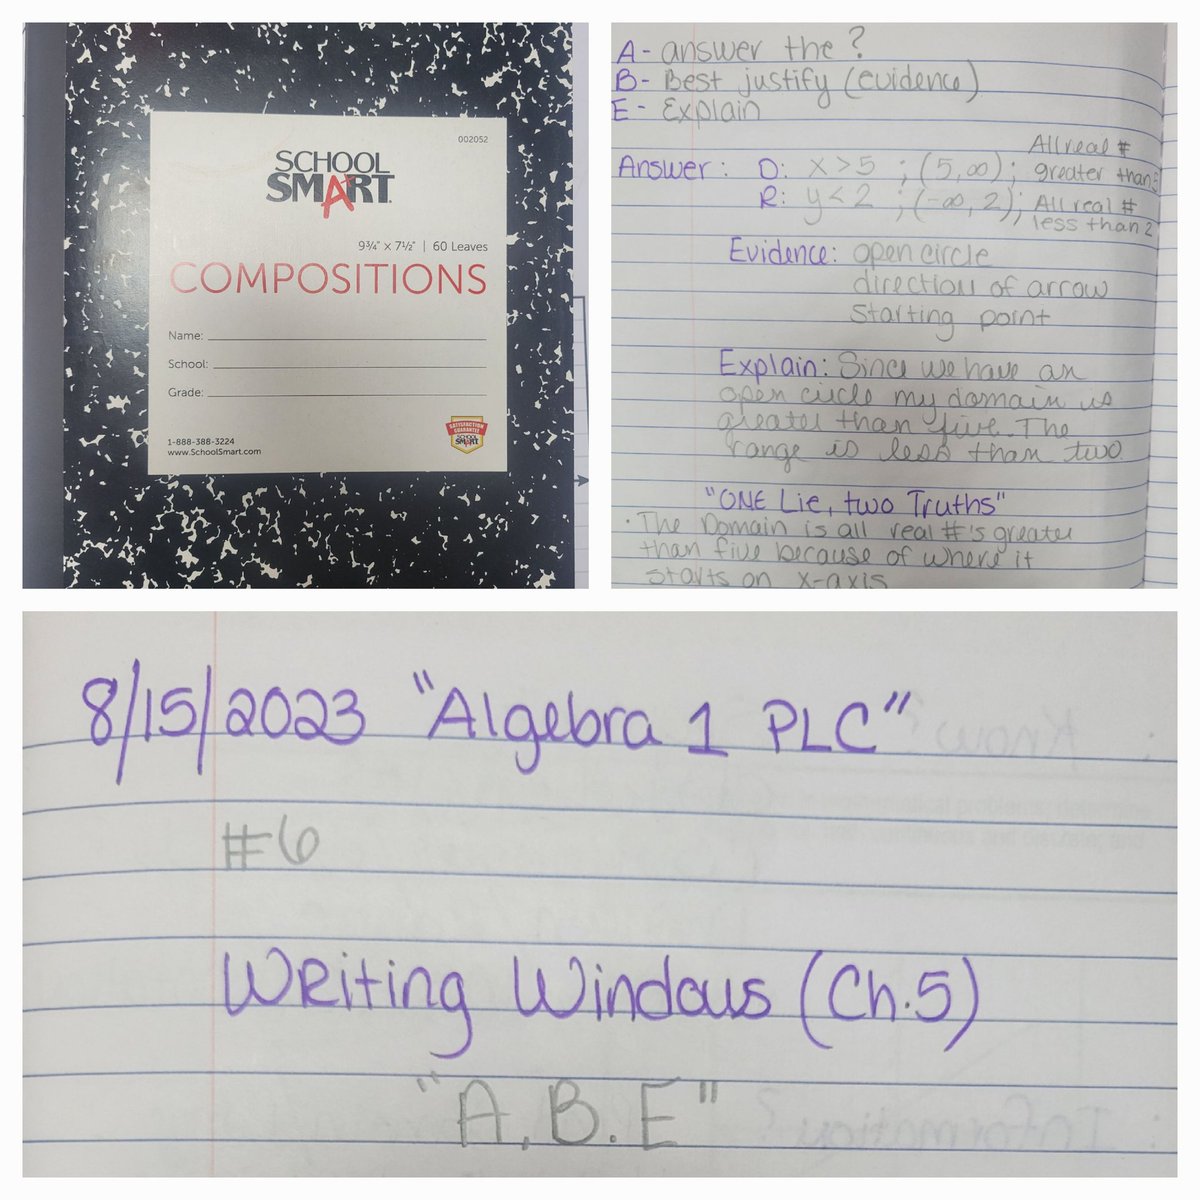 002052
SCHOOL
SMART
9¾" x 7½" | 60 Leaves
COMPOSITIONS
Name:
School:
Grade:
SATISFACTION
GUARANTEE
SCHOOL
SMART
1-888-388-3224
www.SchoolSmart.com
A- answer the ?
B- Best justify (evidence)
E- Explain
Answer: D: x > 5 ; (5, ∞); All real # greater than 5
R: y < 2 ; (-∞, 2); All real # less than 2
Evidence: open circle
direction of arrow
starting point
Explain: Since we have an
open circle my domain is
greater than five. The
range is less than two.
"ONE Lie, two Truths"
· The Domain is all real #'s greater
than five because of where it
starts on x-axis
8/15/2023 "Algebra 1 PLC"
#6
Writing Windows (Ch.5)
"A.B.E"